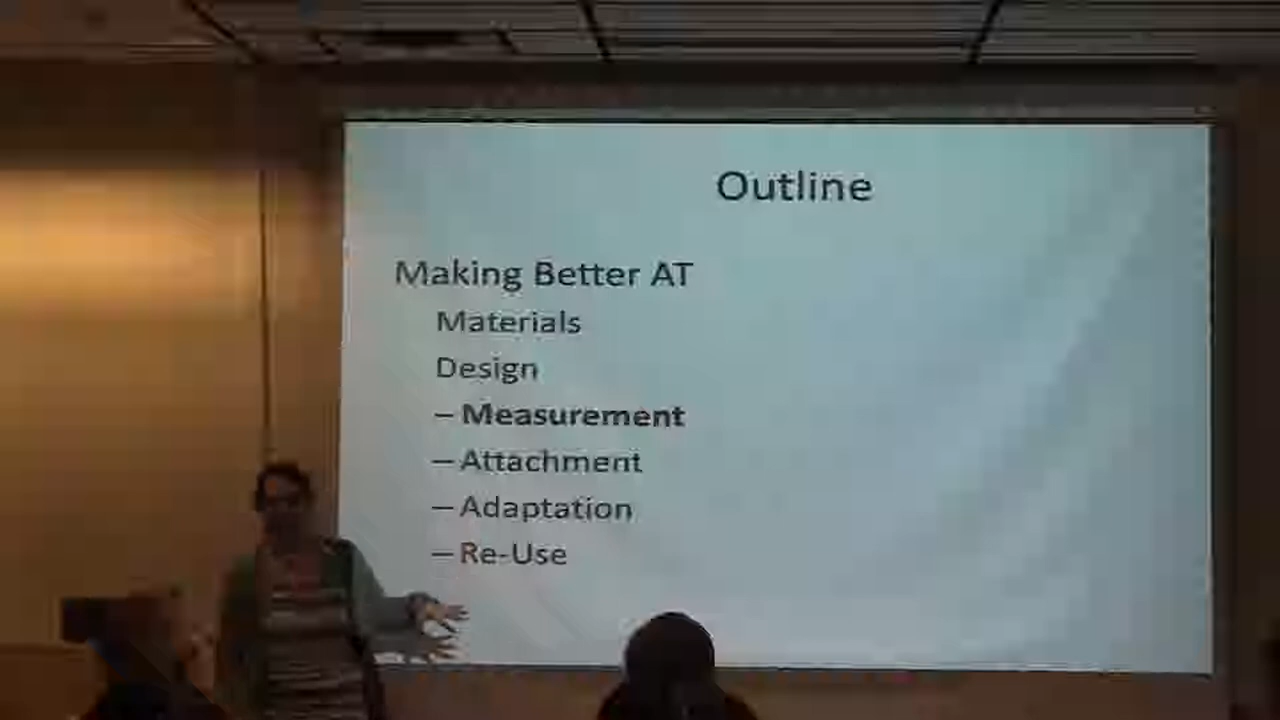 Outline
Making Better AT
Materials
Design
– Measurement
– Attachment
– Adaptation
– Re-Use